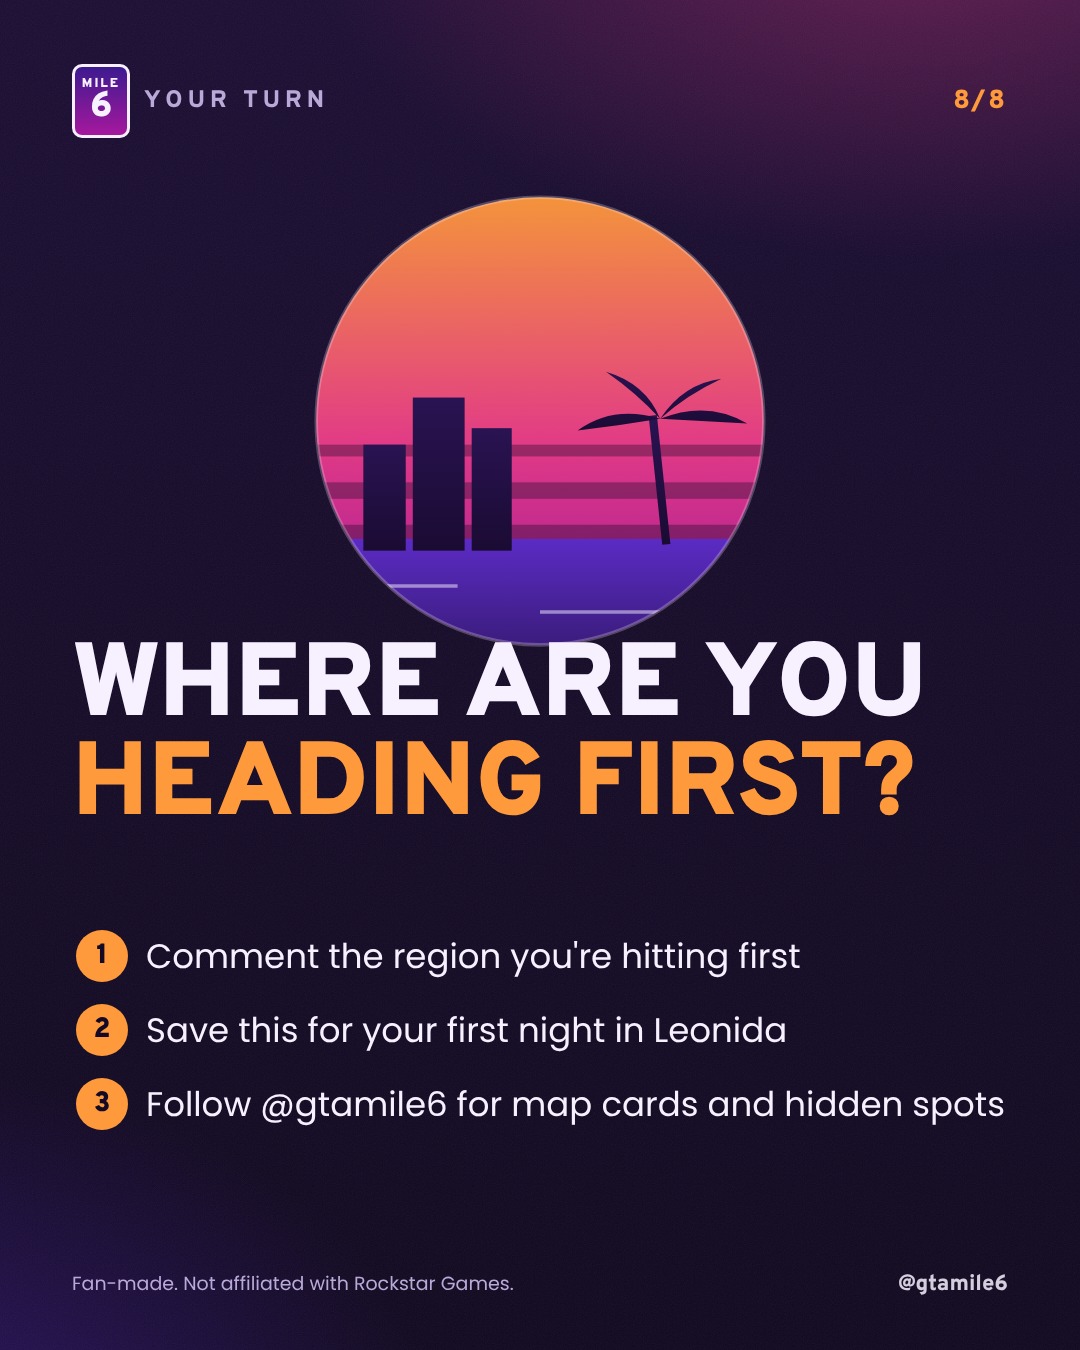 MILE
6
YOUR TURN
8/8
WHERE ARE YOU
HEADING FIRST?
1 Comment the region you're hitting first
2 Save this for your first night in Leonida
3 Follow @gtamile6 for map cards and hidden spots
Fan-made. Not affiliated with Rockstar Games.
@gtamile6